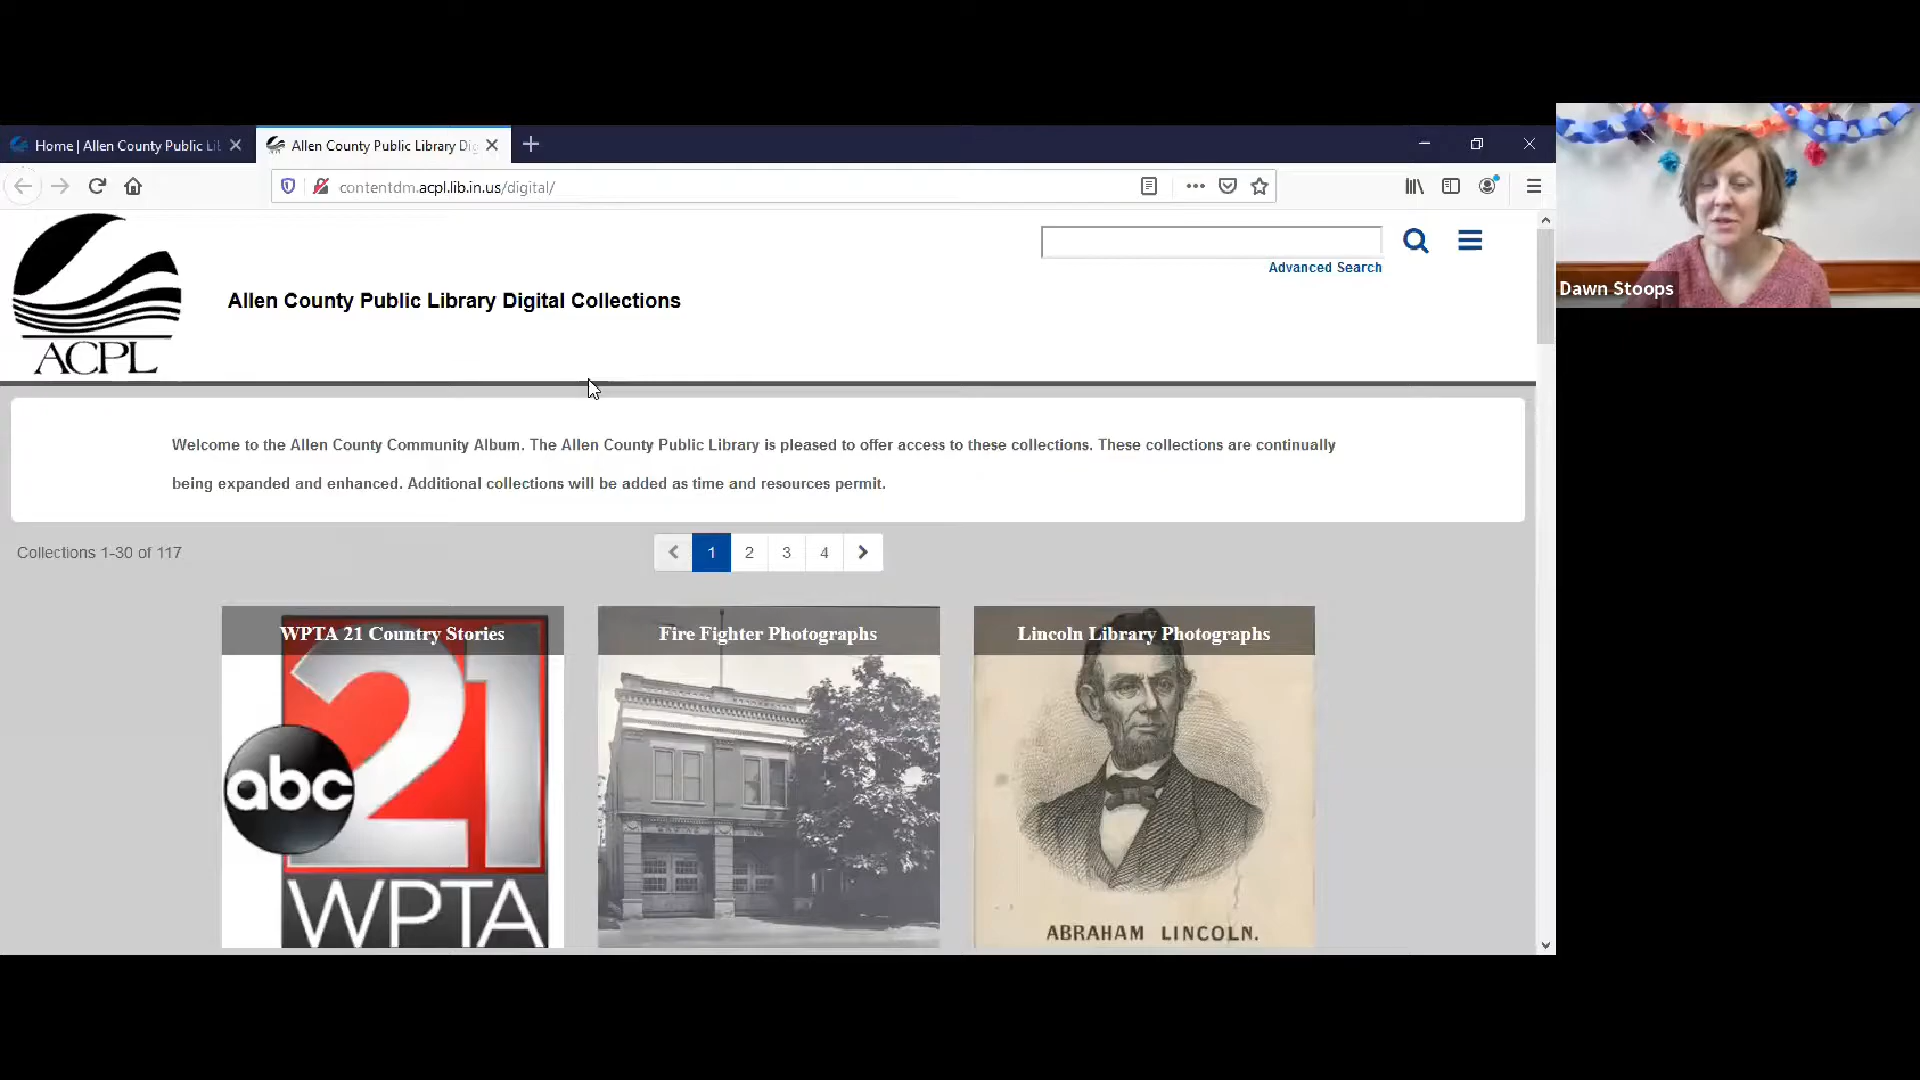 Home | Allen County Public Lib
Allen County Public Library Dig
contentdm.acpl.lib.in.us/digital/
ACPL
Allen County Public Library Digital Collections
Advanced Search
Dawn Stoops
Welcome to the Allen County Community Album. The Allen County Public Library is pleased to offer access to these collections. These collections are continually
being expanded and enhanced. Additional collections will be added as time and resources permit.
Collections 1-30 of 117
1 2 3 4
WPTA 21 Country Stories
Fire Fighter Photographs
Lincoln Library Photographs
21
abc
WPTA
ABRAHAM LINCOLN.